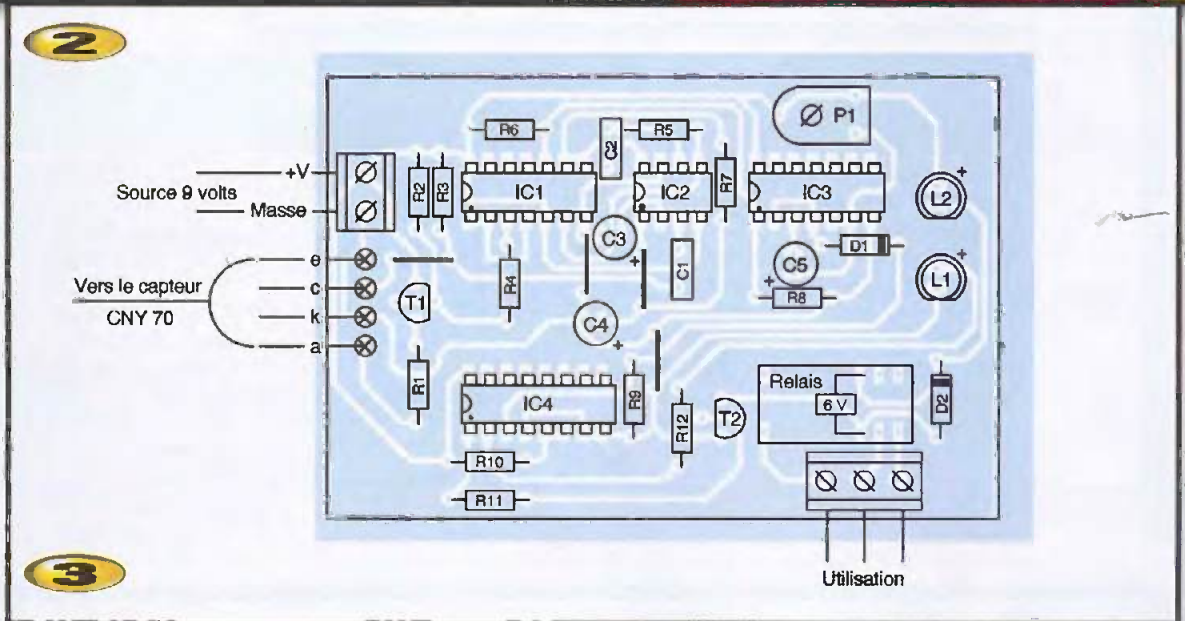 2
R6
C2
R5
P1
+V
Source 9 volts
Masse
R2
R3
IC1
IC2
R7
IC3
L2
C3
D1
e
c
Vers le capteur
CNY 70
k
a
T1
R4
C1
C5
R8
L1
C4
R1
IC4
R9
R12
T2
Relais
6 V
D2
R10
R11
Utilisation
3